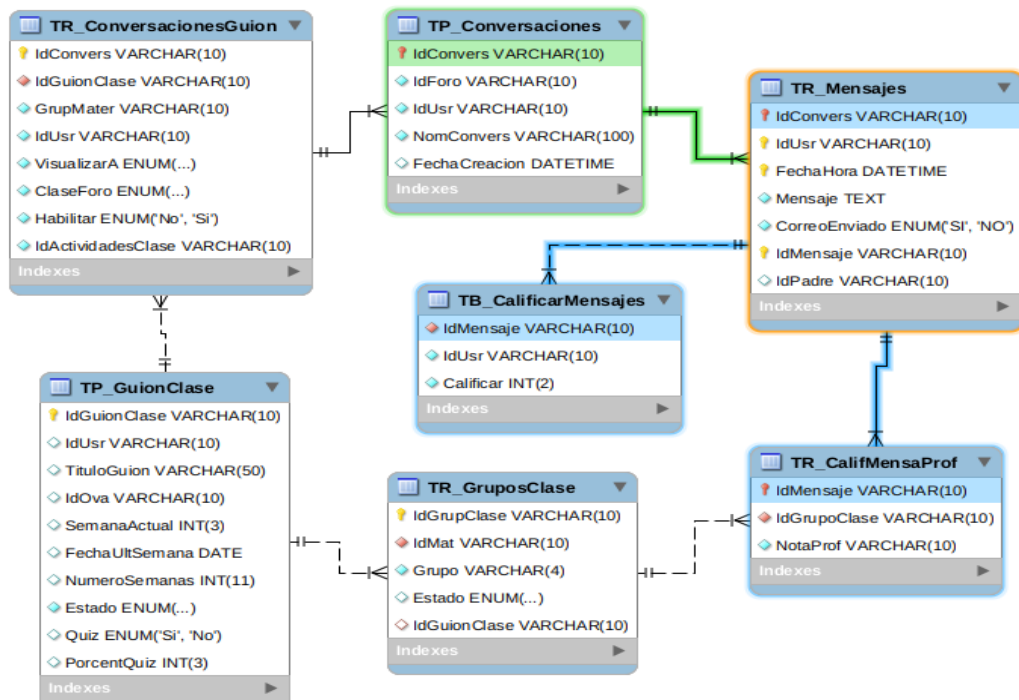 TR_ConversacionesGuion
IdConvers VARCHAR(10)
IdGuionClase VARCHAR(10)
GrupMater VARCHAR(10)
IdUsr VARCHAR(10)
VisualizarA ENUM(...)
ClaseForo ENUM(...)
Habilitar ENUM('No', 'Si')
IdActividadesClase VARCHAR(10)
Indexes
TP_Conversaciones
IdConvers VARCHAR(10)
IdForo VARCHAR(10)
IdUsr VARCHAR(10)
NomConvers VARCHAR(100)
FechaCreacion DATETIME
Indexes
TR_Mensajes
IdConvers VARCHAR(10)
IdUsr VARCHAR(10)
FechaHora DATETIME
Mensaje TEXT
CorreoEnviado ENUM('SI', 'NO')
IdMensaje VARCHAR(10)
IdPadre VARCHAR(10)
Indexes
TB_CalificarMensajes
IdMensaje VARCHAR(10)
IdUsr VARCHAR(10)
Calificar INT(2)
Indexes
TP_GuionClase
IdGuionClase VARCHAR(10)
IdUsr VARCHAR(10)
TituloGuion VARCHAR(50)
IdOva VARCHAR(10)
SemanaActual INT(3)
FechaUltSemana DATE
NumeroSemanas INT(11)
Estado ENUM(...)
Quiz ENUM('Si', 'No')
PorcentQuiz INT(3)
Indexes
TR_GruposClase
IdGrupClase VARCHAR(10)
IdMat VARCHAR(10)
Grupo VARCHAR(4)
Estado ENUM(...)
IdGuionClase VARCHAR(10)
Indexes
TR_CalifMensaProf
IdMensaje VARCHAR(10)
IdGrupoClase VARCHAR(10)
NotaProf VARCHAR(10)
Indexes